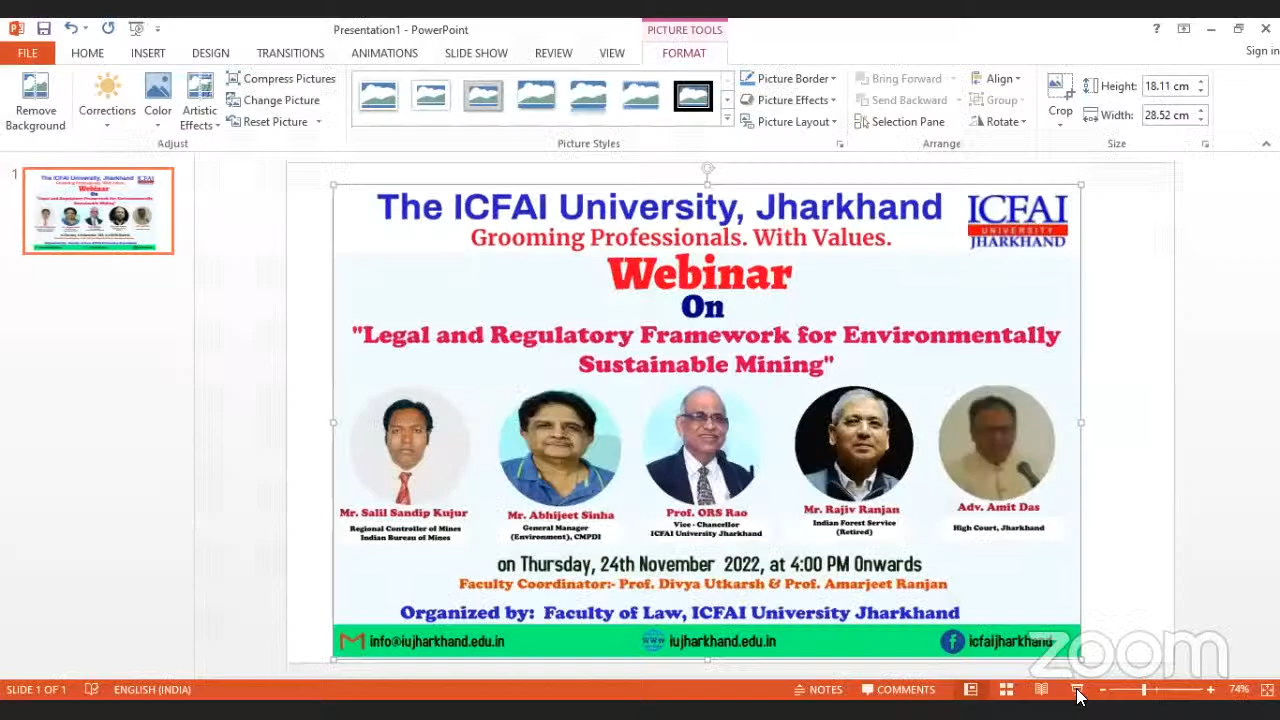 Presentation1 - PowerPoint
PICTURE TOOLS
?
FILE HOME INSERT DESIGN TRANSITIONS ANIMATIONS SLIDE SHOW REVIEW VIEW FORMAT Sign in
Remove Background
Corrections
Color
Artistic Effects
Compress Pictures
Change Picture
Reset Picture
Picture Border
Picture Effects
Picture Layout
Bring Forward
Send Backward
Selection Pane
Align
Group
Rotate
Crop
Height: 18.11 cm
Width: 28.52 cm
Adjust Picture Styles Arrange Size
1
The ICFAI University, Jharkhand
Grooming Professionals. With Values.
ICFAI
UNIVERSITY
JHARKHAND
Webinar
On
"Legal and Regulatory Framework for Environmentally
Sustainable Mining"
Mr. Salil Sandip Kujur
Regional Controller of Mines
Indian Bureau of Mines
Mr. Abhijeet Sinha
General Manager
(Environment), CMPDI
Prof. ORS Rao
Vice - Chancellor
ICFAI University Jharkhand
Mr. Rajiv Ranjan
Indian Forest Service
(Retired)
Adv. Amit Das
High Court, Jharkhand
on Thursday, 24th November 2022, at 4:00 PM Onwards
Faculty Coordinator:- Prof. Divya Utkarsh & Prof. Amarjeet Ranjan
Organized by: Faculty of Law, ICFAI University Jharkhand
info@iujharkhand.edu.in
www iujharkhand.edu.in
f icfaijharkhand
zoom
SLIDE 1 OF 1 ENGLISH (INDIA) NOTES COMMENTS 74%